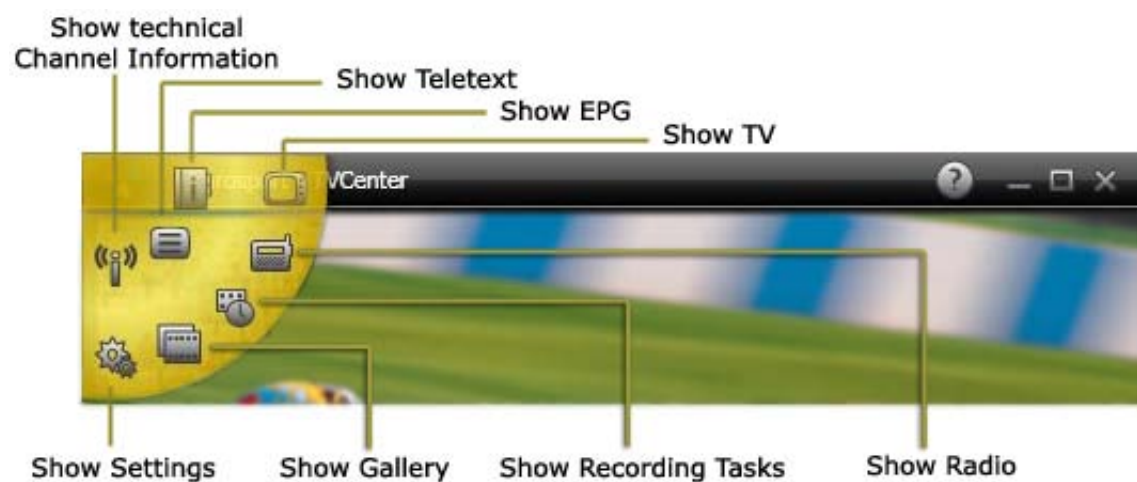 Show technical
Channel Information
Show Teletext
Show EPG
Show TV
TVCenter
?
Show Settings
Show Gallery
Show Recording Tasks
Show Radio